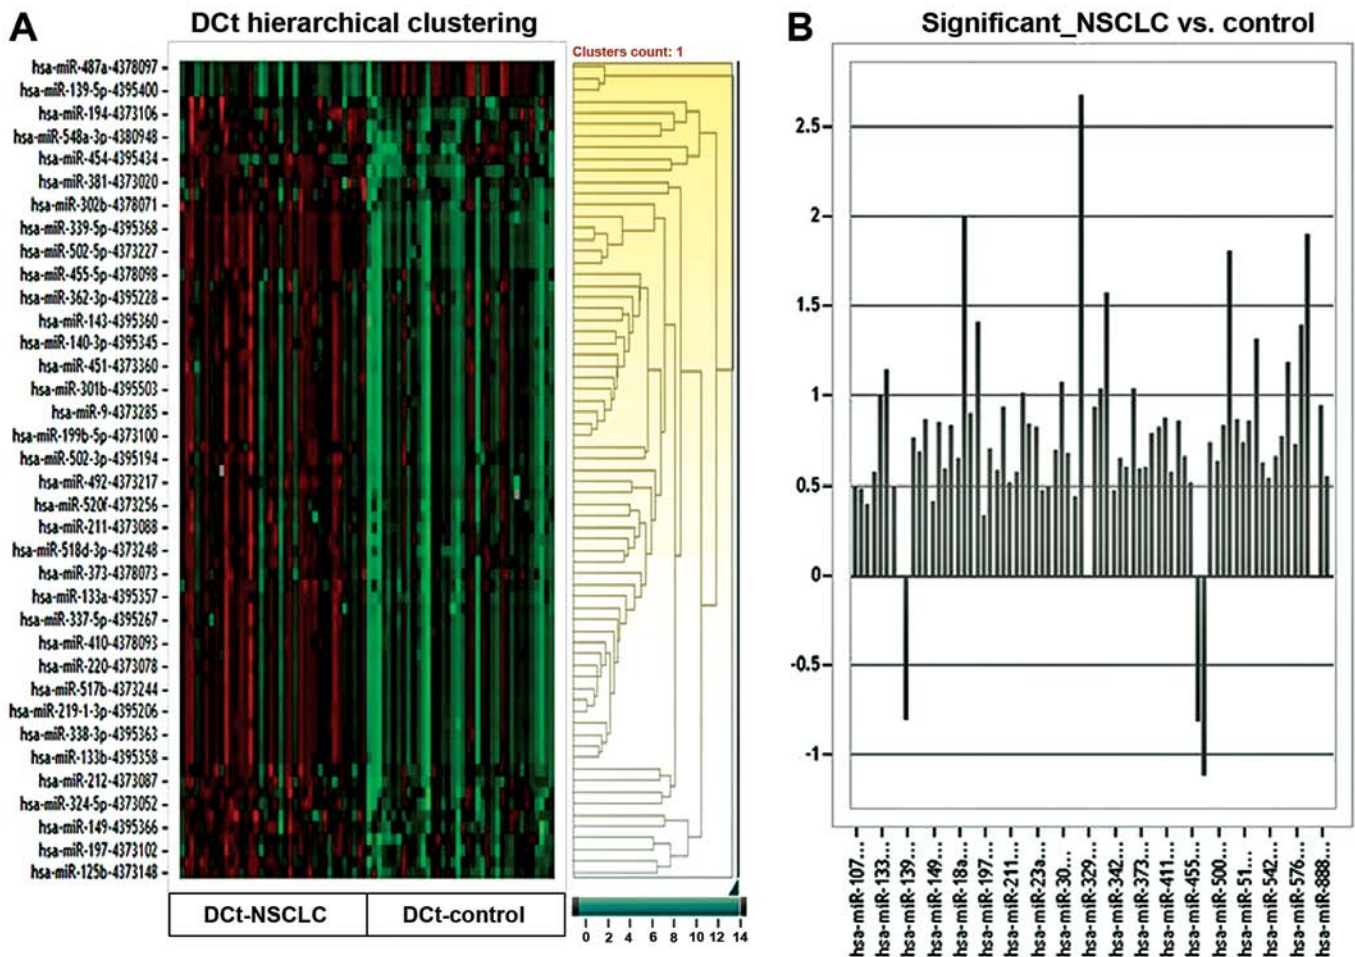 A
DCt hierarchical clustering
Clusters count: 1
hsa-miR-487a-4378097
hsa-miR-139-5p-4395400
hsa-miR-194-4373106
hsa-miR-548a-3p-4380948
hsa-miR-454-4395434
hsa-miR-381-4373020
hsa-miR-302b-4378071
hsa-miR-339-5p-4395368
hsa-miR-502-5p-4373227
hsa-miR-455-5p-4378098
hsa-miR-362-3p-4395228
hsa-miR-143-4395360
hsa-miR-140-3p-4395345
hsa-miR-451-4373360
hsa-miR-301b-4395503
hsa-miR-9-4373285
hsa-miR-199b-5p-4373100
hsa-miR-502-3p-4395194
hsa-miR-492-4373217
hsa-miR-520f-4373256
hsa-miR-211-4373088
hsa-miR-518d-3p-4373248
hsa-miR-373-4378073
hsa-miR-133a-4395357
hsa-miR-337-5p-4395267
hsa-miR-410-4378093
hsa-miR-220-4373078
hsa-miR-517b-4373244
hsa-miR-219-1-3p-4395206
hsa-miR-338-3p-4395363
hsa-miR-133b-4395358
hsa-miR-212-4373087
hsa-miR-324-5p-4373052
hsa-miR-149-4395366
hsa-miR-197-4373102
hsa-miR-125b-4373148
DCt-NSCLC
DCt-control
0 2 4 6 8 10 12 14
B
Significant_NSCLC vs. control
2.5
2
1.5
1
0.5
0
-0.5
-1
hsa-miR-107...
hsa-miR-133...
hsa-miR-139...
hsa-miR-149...
hsa-miR-18a...
hsa-miR-197...
hsa-miR-211...
hsa-miR-23a...
hsa-miR-30...
hsa-miR-329...
hsa-miR-342...
hsa-miR-373...
hsa-miR-411...
hsa-miR-455...
hsa-miR-500...
hsa-miR-51...
hsa-miR-542...
hsa-miR-576...
hsa-miR-888...